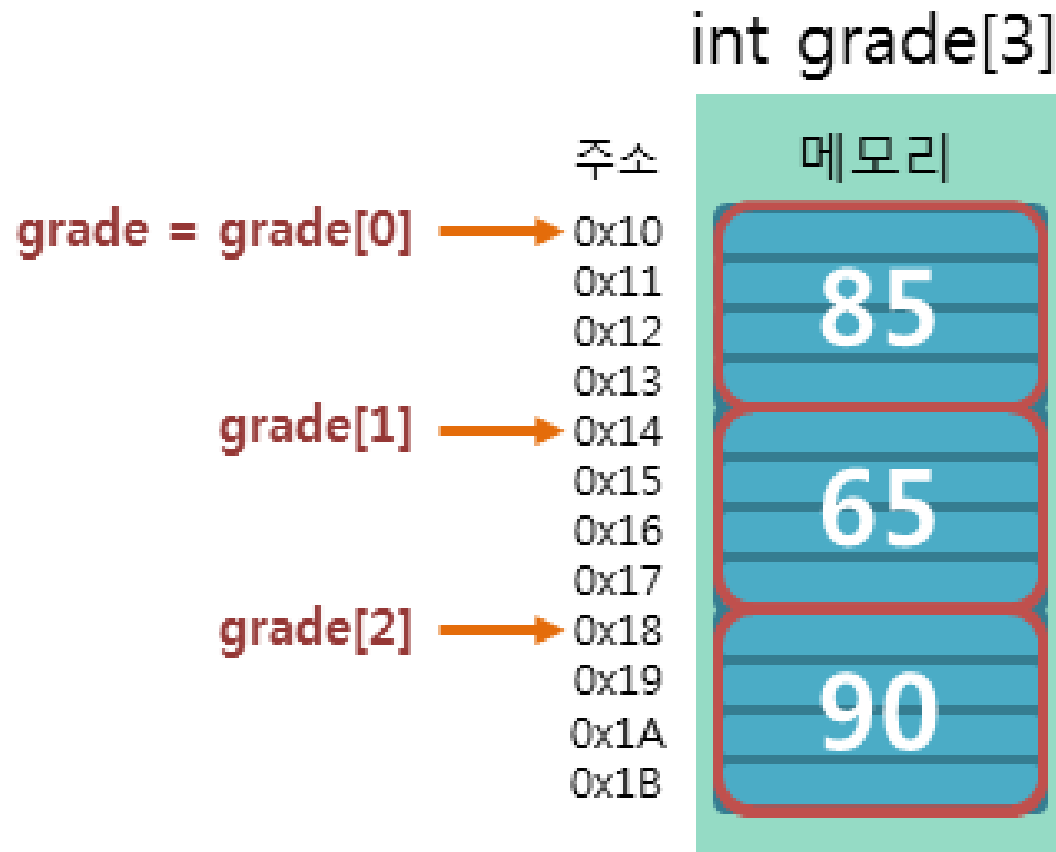 int grade[3]
주소 메모리
grade = grade[0] 0x10
0x11
0x12
0x13
85
grade[1] 0x14
0x15
0x16
0x17
65
grade[2] 0x18
0x19
0x1A
0x1B
90